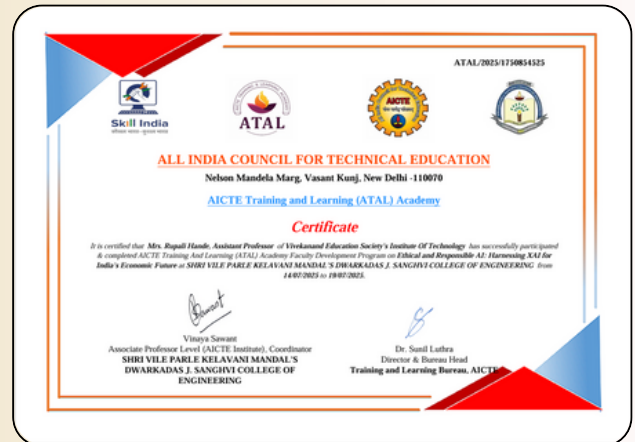 ATAL/2025/1750854525
Skill India
कौशल भारत - कुशल भारत
ATAL
AICTE
ALL INDIA COUNCIL FOR TECHNICAL EDUCATION
Nelson Mandela Marg, Vasant Kunj, New Delhi -110070
AICTE Training and Learning (ATAL) Academy
Certificate
It is certified that Mrs. Rupali Hande, Assistant Professor of Vivekanand Education Society's Institute Of Technology has successfully participated
& completed AICTE Training And Learning (ATAL) Academy Faculty Development Program on Ethical and Responsible AI: Harnessing XAI for
India's Economic Future at SHRI VILE PARLE KELAVANI MANDAL'S DWARKADAS J. SANGHVI COLLEGE OF ENGINEERING from
14/07/2025 to 19/07/2025.
Sawant
Vinaya Sawant
Associate Professor Level (AICTE Institute), Coordinator
SHRI VILE PARLE KELAVANI MANDAL'S
DWARKADAS J. SANGHVI COLLEGE OF
ENGINEERING
Dr. Sunil Luthra
Director & Bureau Head
Training and Learning Bureau, AICTE